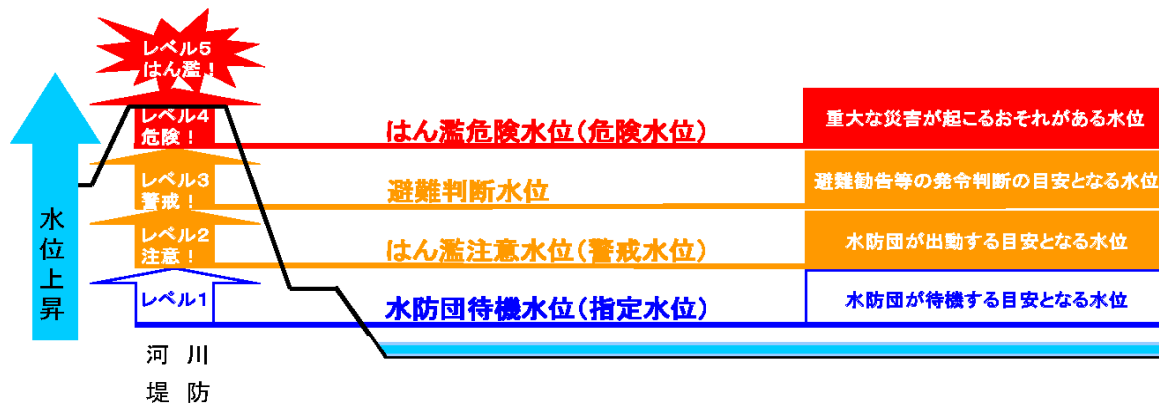 レベル5
はん濫！
レベル4
危険！
はん濫危険水位（危険水位）
重大な災害が起こるおそれがある水位
レベル3
警戒！
避難判断水位
避難勧告等の発令判断の目安となる水位
レベル2
注意！
はん濫注意水位（警戒水位）
水防団が出動する目安となる水位
レベル1
水防団待機水位（指定水位）
水防団が待機する目安となる水位
水位上昇
河川
堤防